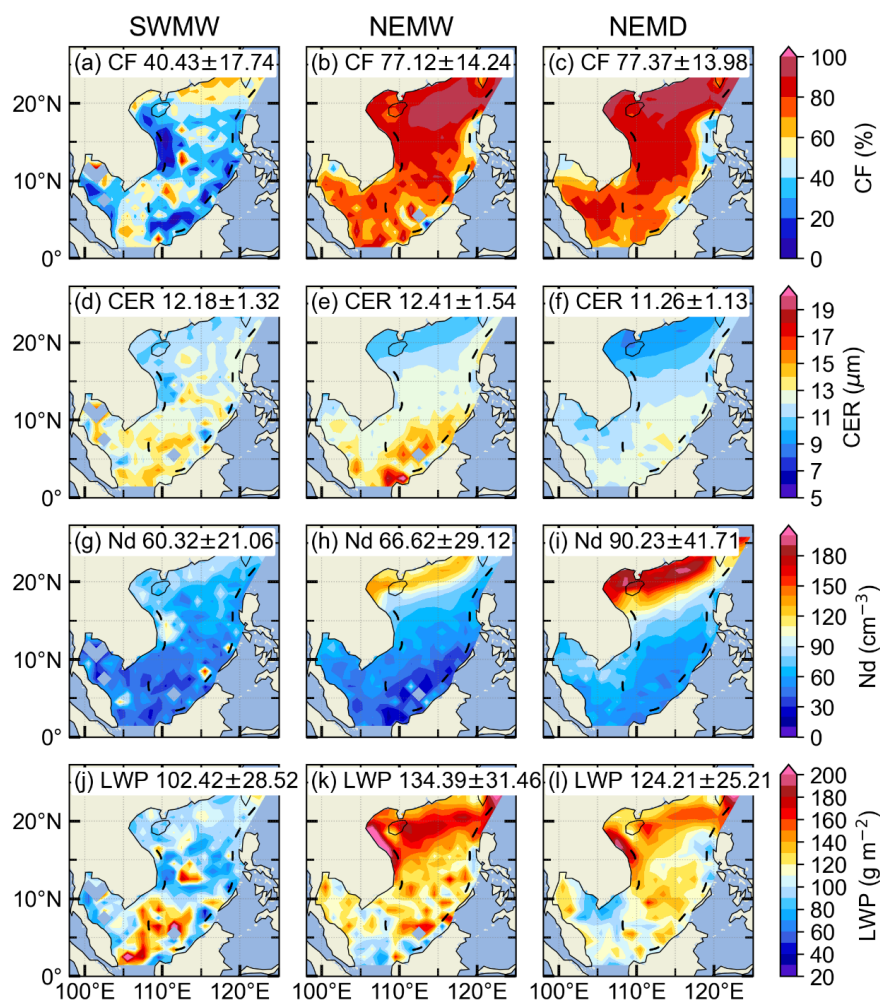 SWMW NEMW NEMD
(a) CF 40.43±17.74 (b) CF 77.12±14.24 (c) CF 77.37±13.98
20°N
10°N
0°
100
80
60
40
20
0
CF (%)
(d) CER 12.18±1.32 (e) CER 12.41±1.54 (f) CER 11.26±1.13
20°N
10°N
0°
19
17
15
13
11
9
7
5
CER (μm)
(g) Nd 60.32±21.06 (h) Nd 66.62±29.12 (i) Nd 90.23±41.71
20°N
10°N
0°
180
150
120
90
60
30
0
Nd (cm⁻³)
(j) LWP 102.42±28.52 (k) LWP 134.39±31.46 (l) LWP 124.21±25.21
20°N
10°N
0°
200
180
160
140
120
100
80
60
40
20
LWP (g m⁻²)
100°E 110°E 120°E 100°E 110°E 120°E 100°E 110°E 120°E